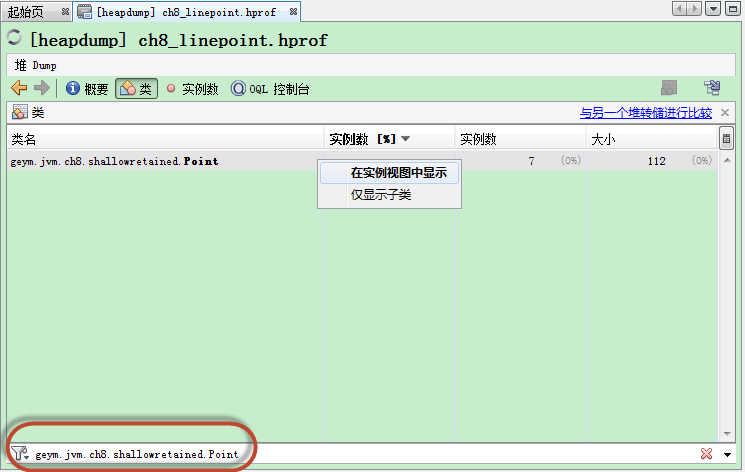 起始页 [heapdump] ch8_linepoint.hprof
[heapdump] ch8_linepoint.hprof
堆 Dump
概要 类 实例数 OQL 控制台
类 与另一个堆转储进行比较
类名 实例数 [%] 实例数 大小
geym.jvm.ch8.shallowretained.Point 7 (0%) 112 (0%)
在实例视图中显示
仅显示子类
geym.jvm.ch8.shallowretained.Point